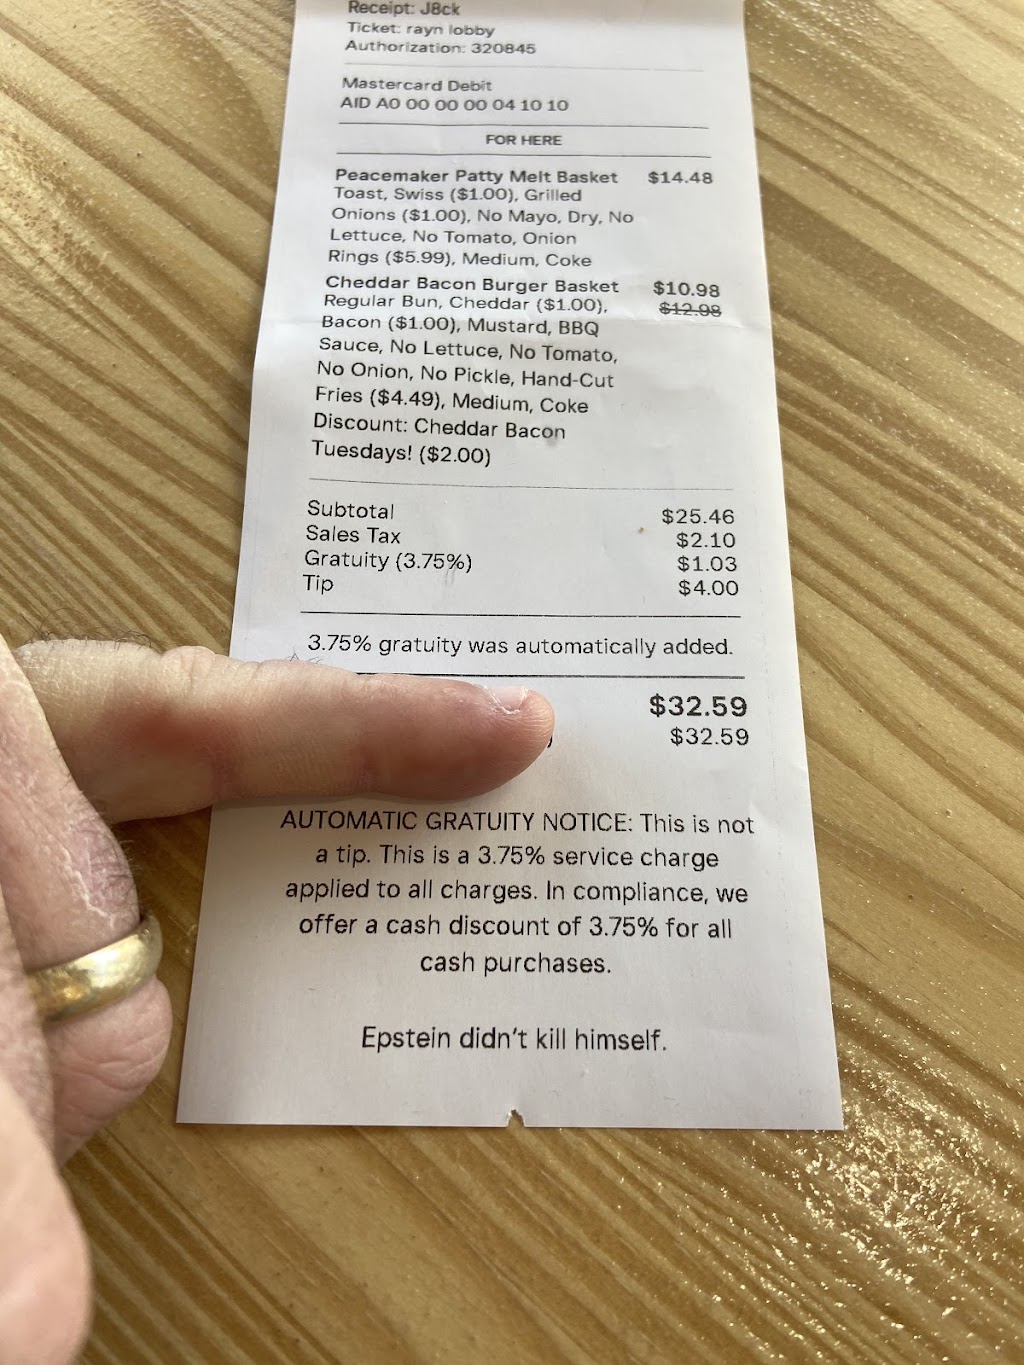 Receipt: J8ck
Ticket: rayn lobby
Authorization: 320845
Mastercard Debit
AID A0 00 00 00 04 10 10
FOR HERE
Peacemaker Patty Melt Basket $14.48
Toast, Swiss ($1.00), Grilled
Onions ($1.00), No Mayo, Dry, No
Lettuce, No Tomato, Onion
Rings ($5.99), Medium, Coke
Cheddar Bacon Burger Basket $10.98
Regular Bun, Cheddar ($1.00), $12.98
Bacon ($1.00), Mustard, BBQ
Sauce, No Lettuce, No Tomato,
No Onion, No Pickle, Hand-Cut
Fries ($4.49), Medium, Coke
Discount: Cheddar Bacon
Tuesdays! ($2.00)
Subtotal $25.46
Sales Tax $2.10
Gratuity (3.75%) $1.03
Tip $4.00
3.75% gratuity was automatically added.
$32.59
$32.59
AUTOMATIC GRATUITY NOTICE: This is not
a tip. This is a 3.75% service charge
applied to all charges. In compliance, we
offer a cash discount of 3.75% for all
cash purchases.
Epstein didn't kill himself.